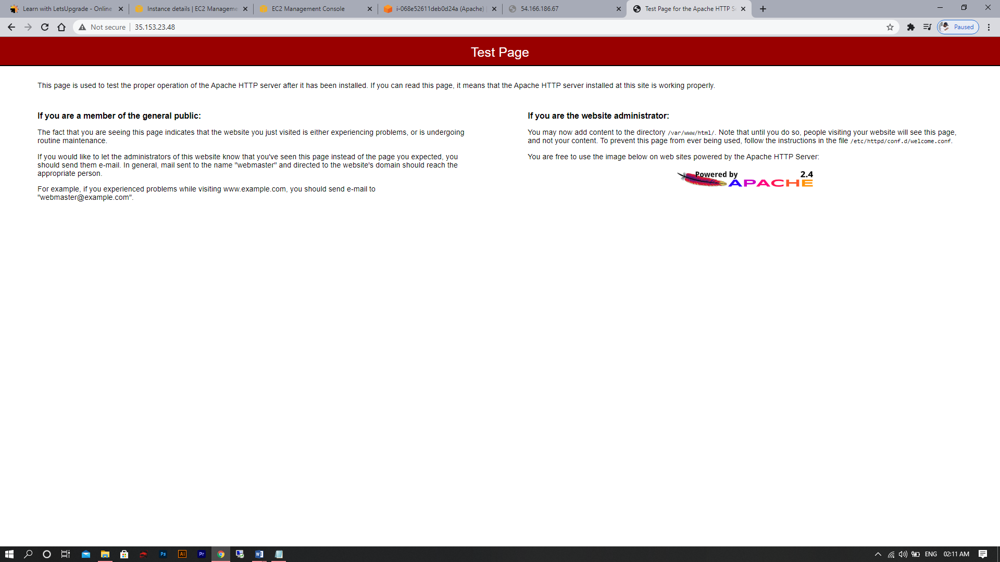 Learn with LetsUpgrade - Online
Instance details | EC2 Manageme
EC2 Management Console
i-068e52611deb0d24a (Apache)
54.166.186.67
Test Page for the Apache HTTP S
Not secure
35.153.23.48
Paused
Test Page
This page is used to test the proper operation of the Apache HTTP server after it has been installed. If you can read this page, it means that the Apache HTTP server installed at this site is working properly.
If you are a member of the general public:
The fact that you are seeing this page indicates that the website you just visited is either experiencing problems, or is undergoing
routine maintenance.
If you would like to let the administrators of this website know that you've seen this page instead of the page you expected, you
should send them e-mail. In general, mail sent to the name "webmaster" and directed to the website's domain should reach the
appropriate person.
For example, if you experienced problems while visiting www.example.com, you should send e-mail to
"webmaster@example.com".
If you are the website administrator:
You may now add content to the directory /var/www/html/. Note that until you do so, people visiting your website will see this page,
and not your content. To prevent this page from ever being used, follow the instructions in the file /etc/httpd/conf.d/welcome.conf.
You are free to use the image below on web sites powered by the Apache HTTP Server:
Powered by 2.4
APACHE
Ps
Ai
Pr
ENG
02:11 AM